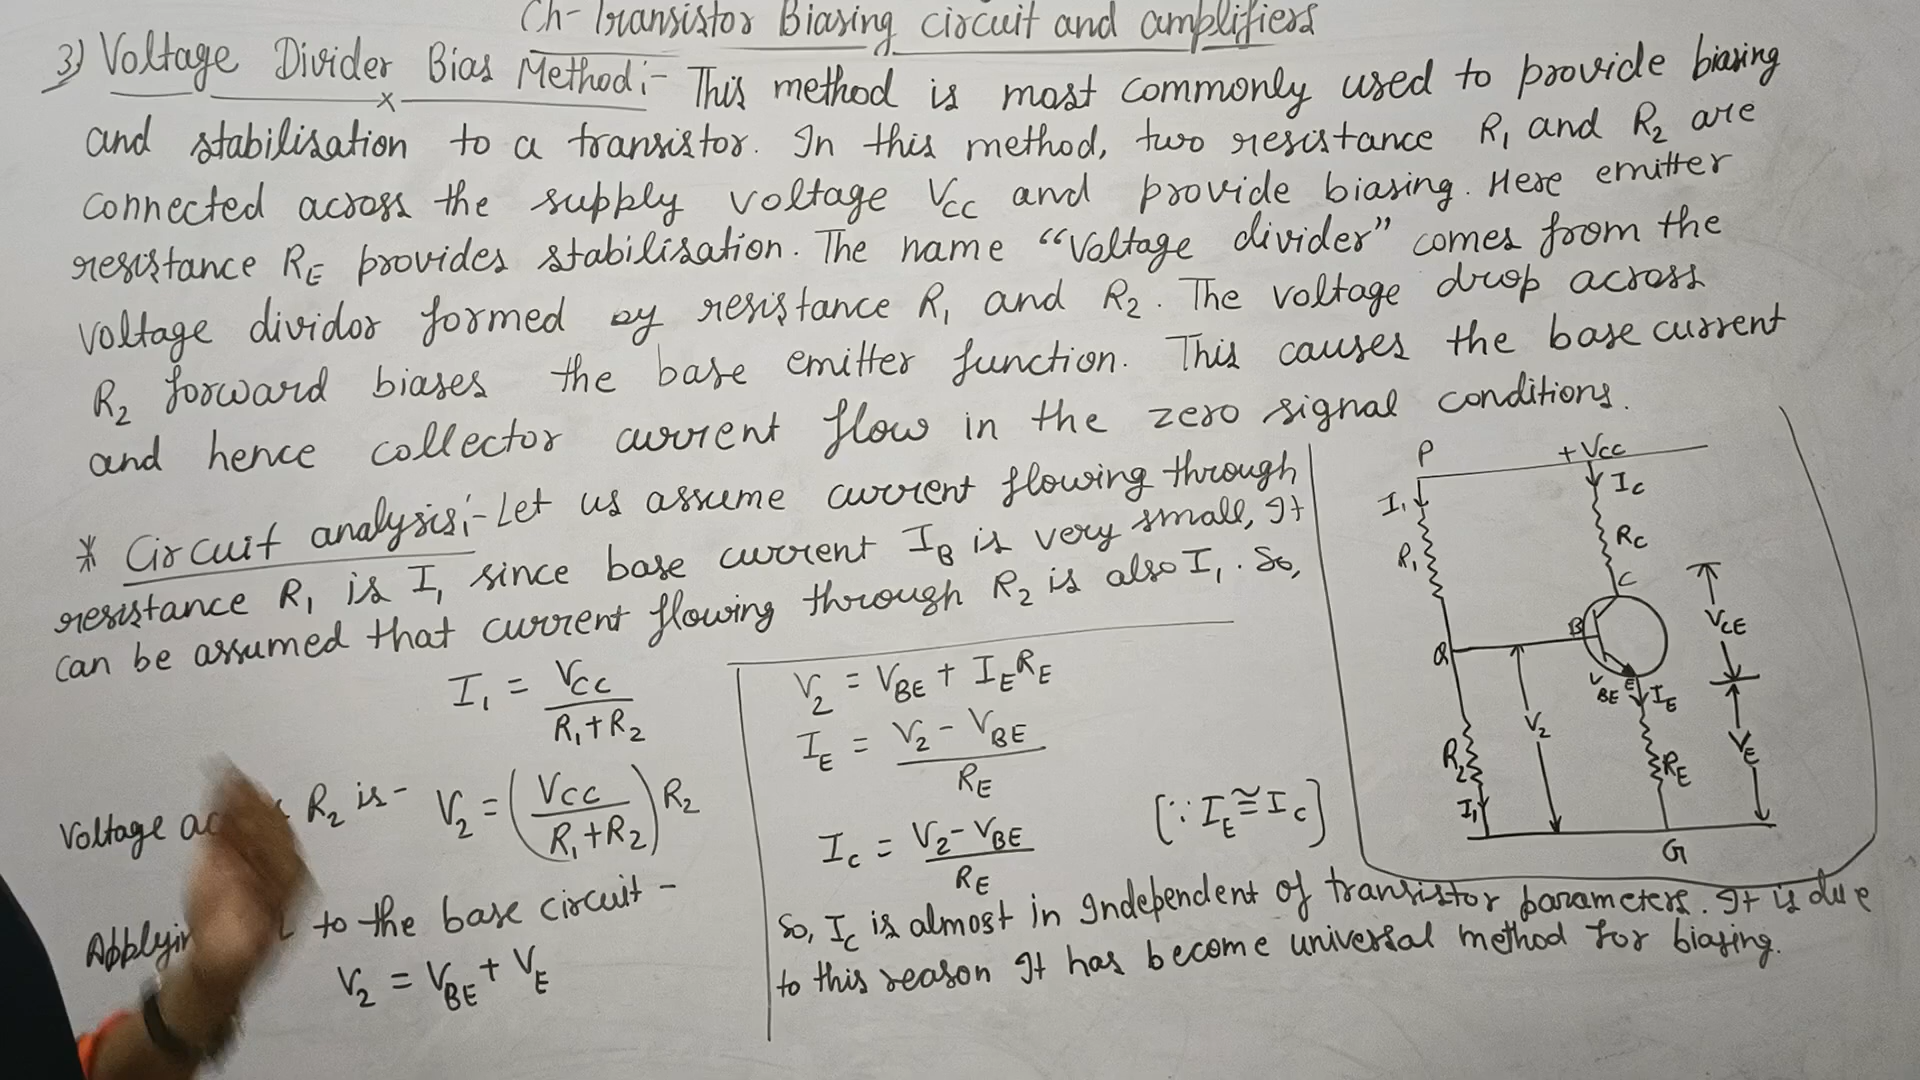 Ch- Transistor Biasing circuit and amplifiers
3) Voltage Divider Bias Method:- This method is most commonly used to provide biasing
and stabilisation to a transistor. In this method, two resistance R₁ and R₂ are
connected across the supply voltage Vcc and provide biasing. Here emitter
resistance RE provides stabilisation. The name “Voltage divider” comes from the
voltage dividor formed by resistance R₁ and R₂. The voltage drop across
R₂ forward biases the base emitter function. This causes the base current
and hence collector current flow in the zero signal conditions.
* Circuit analysis:- Let us assume current flowing through
resistance R₁ is I₁ since base current IB is very small, It
can be assumed that current flowing through R₂ is also I₁. So,
I₁ = Vcc / (R₁+R₂)
Voltage R₂ is-
V₂ = (Vcc / (R₁+R₂)) R₂
to the base circuit-
V₂ = VBE + VE
V₂ = VBE + IERE
IE = (V₂ - VBE) / RE
Ic = (V₂ - VBE) / RE [∵ IE ≅ Ic]
So, Ic is almost in Independent of transistor parameters. It is due
to this reason It has become universal method for biasing.
P
+Vcc
I₁
Ic
R₁
Rc
C
B
VCE
Q
VBE
E
IE
V₂
R₂
RE
VE
I₁
G